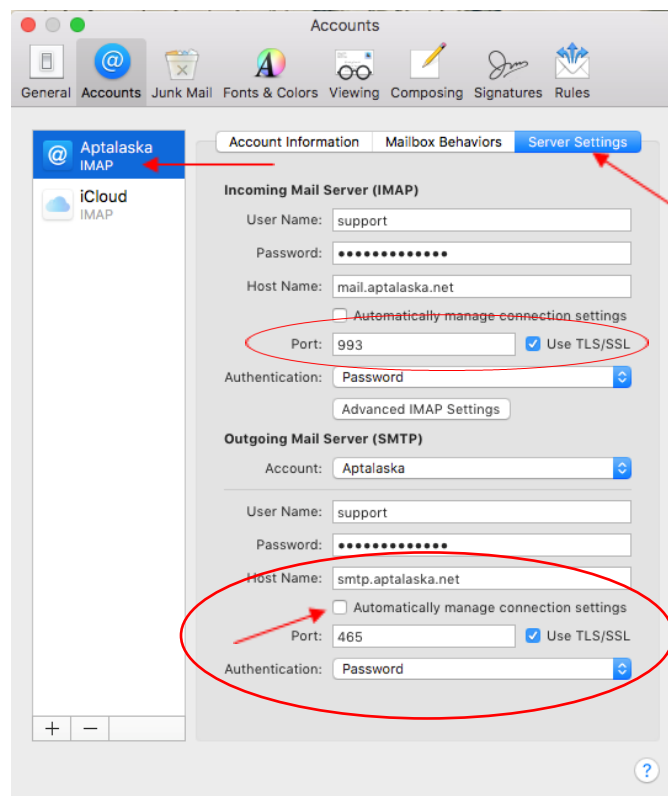 Accounts
General Accounts Junk Mail Fonts & Colors Viewing Composing Signatures Rules
Aptalaska
IMAP
iCloud
IMAP
Account Information Mailbox Behaviors Server Settings
Incoming Mail Server (IMAP)
User Name: support
Password: •••••••••••••
Host Name: mail.aptalaska.net
Automatically manage connection settings
Port: 993 Use TLS/SSL
Authentication: Password
Advanced IMAP Settings
Outgoing Mail Server (SMTP)
Account: Aptalaska
User Name: support
Password: •••••••••••••
Host Name: smtp.aptalaska.net
Automatically manage connection settings
Port: 465 Use TLS/SSL
Authentication: Password
+ −
?